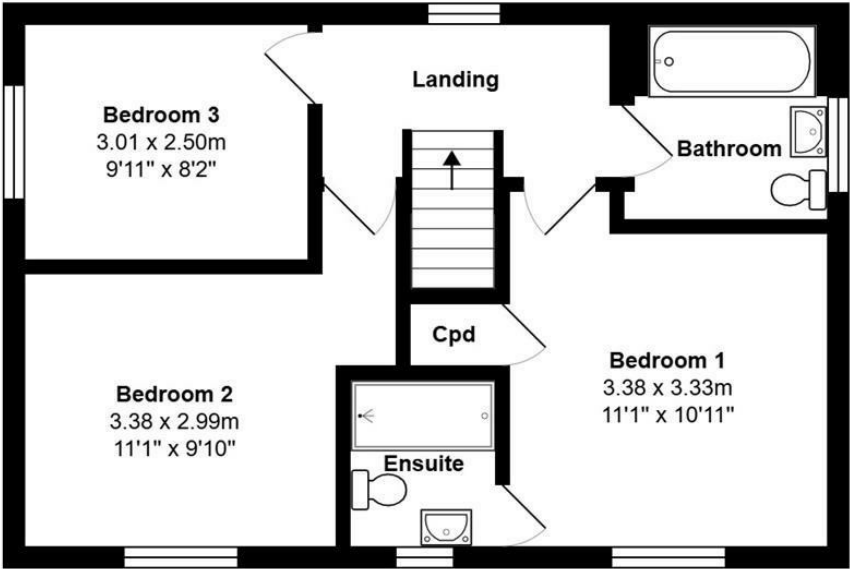 Landing
Bedroom 3
3.01 x 2.50m
9'11" x 8'2"
Bathroom
Cpd
Bedroom 1
3.38 x 3.33m
11'1" x 10'11"
Bedroom 2
3.38 x 2.99m
11'1" x 9'10"
Ensuite